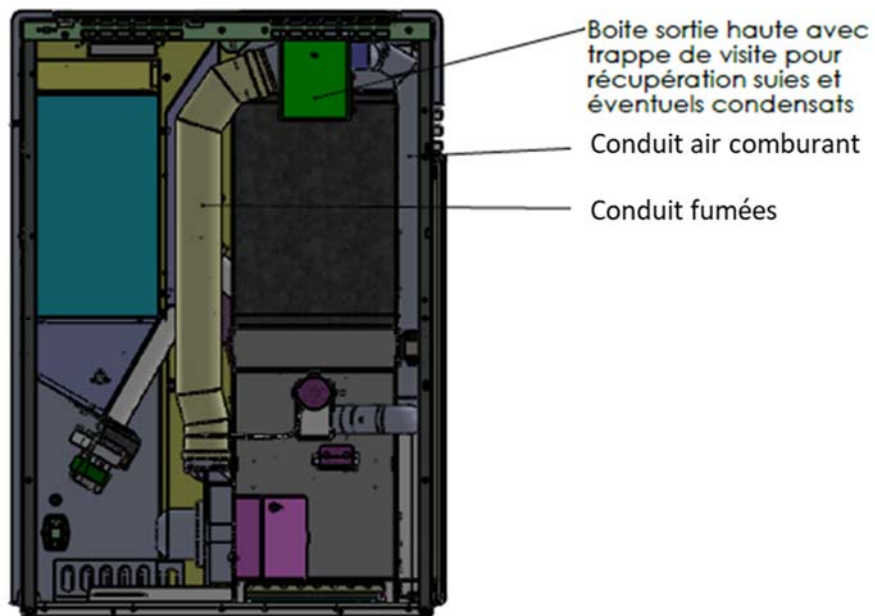 Boite sortie haute avec
trappe de visite pour
récupération suies et
éventuels condensats
Conduit air comburant
Conduit fumées